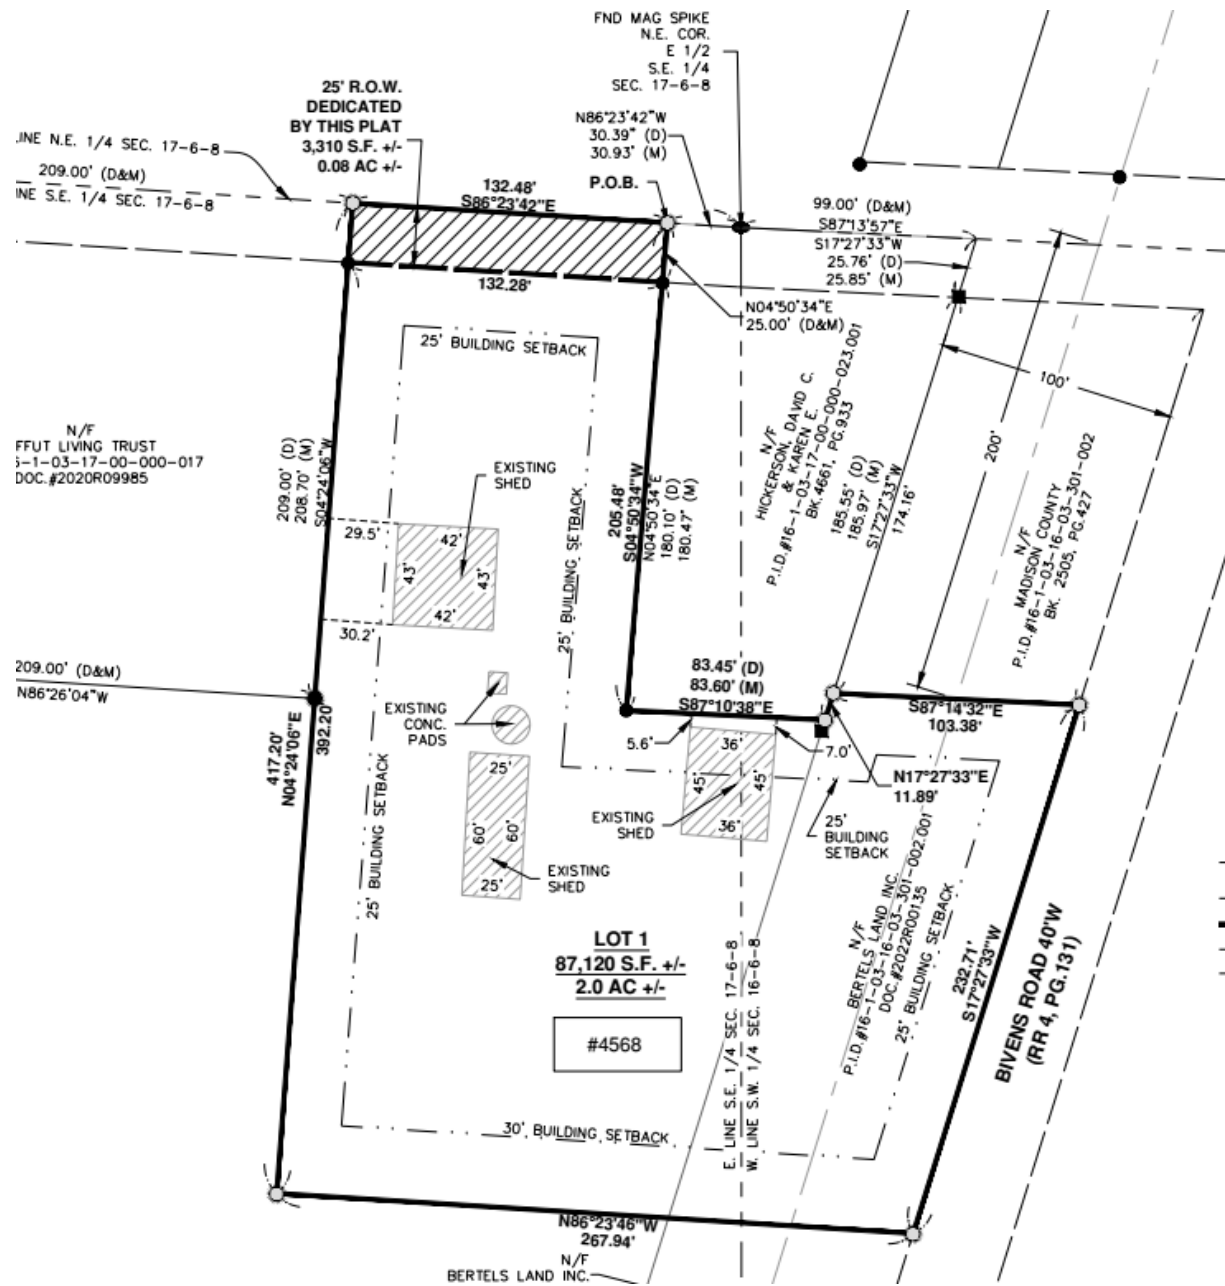 FND MAG SPIKE
N.E. COR.
E 1/2
S.E. 1/4
SEC. 17-6-8
25' R.O.W.
DEDICATED
BY THIS PLAT
3,310 S.F. +/-
0.08 AC +/-
N86°23'42"W
30.39" (D)
30.93' (M)
P.O.B.
LINE N.E. 1/4 SEC. 17-6-8
209.00' (D&M)
S.E. 1/4 SEC. 17-6-8
132.48'
S86°23'42"E
99.00' (D&M)
S87°13'57"E
S17°27'33"W
25.76' (D)
25.85' (M)
132.28'
N04°50'34"E
25.00' (D&M)
25' BUILDING SETBACK
100'
200'
N/F
HICKERSON, DAVID C.
& KAREN E.
BK.4661, PG.933
P.I.D.#16-1-03-17-00-000-023.001
185.55' (D)
185.97' (M)
S17°27'33"W
174.16'
N/F
MADISON COUNTY
P.I.D.#16-1-03-16-03-301-002
BK. 2505, PG.427
N/F
LIVING TRUST
-1-03-17-00-000-017
DOC.#2020R09985
209.00' (D)
208.70' (M)
S04°24'06"W
EXISTING
SHED
29.5'
42'
43'
43'
42'
30.2'
25' BUILDING SETBACK
205.48'
S04°50'34"W
N04°50'34"E
180.10' (D)
180.47' (M)
209.00' (D&M)
N86°26'04"W
83.45' (D)
83.60' (M)
S87°10'38"E
S87°14'32"E
103.38'
EXISTING
CONC.
PADS
5.6'
36'
7.0'
45'
45'
36'
N17°27'33"E
11.89'
417.20'
N04°24'06"E
392.20'
25' BUILDING SETBACK
25'
60'
60'
25'
EXISTING
SHED
EXISTING
SHED
25'
BUILDING
SETBACK
LOT 1
87,120 S.F. +/-
2.0 AC +/-
#4568
E. LINE S.E. 1/4 SEC. 17-6-8
W. LINE S.W. 1/4 SEC. 16-6-8
N/F
BERTELS LAND INC.
P.I.D.#16-1-03-16-03-301-002.001
DOC.#2022R00135
25' BUILDING SETBACK
232.71'
S17°27'33"W
BIVENS ROAD 40'W
(RR 4, PG.131)
30' BUILDING SETBACK
N86°23'46"W
267.94'
N/F
BERTELS LAND INC.